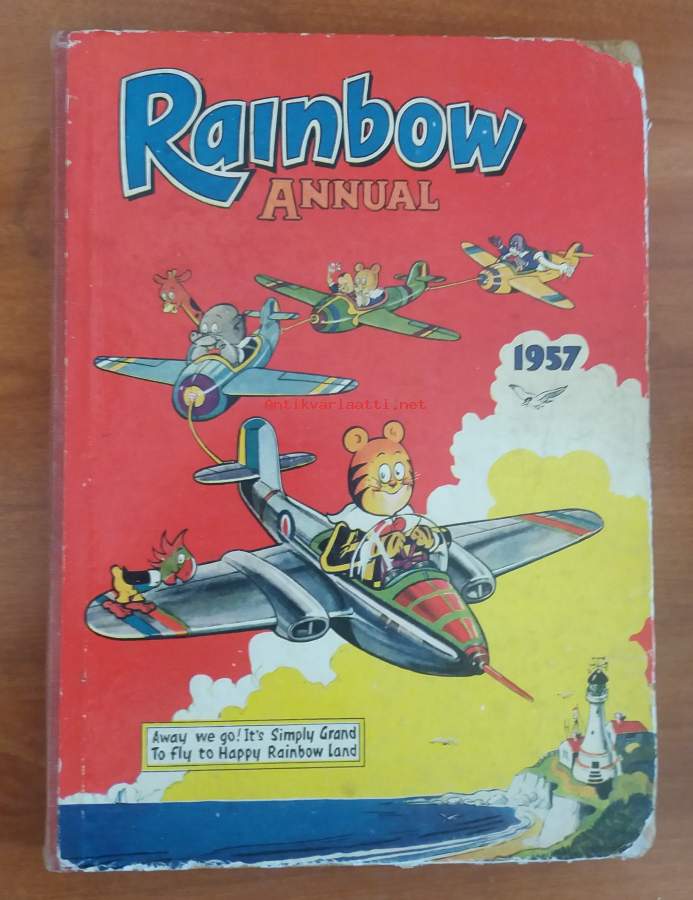 Rainbow
ANNUAL
1957
Antikvariaatti.net
Away we go! It's Simply Grand
To fly to Happy Rainbow Land